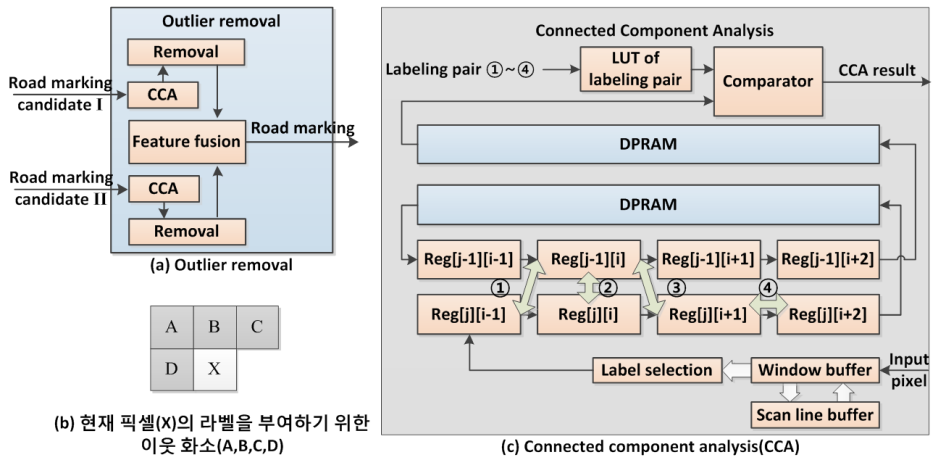 Outlier removal
Removal
Road marking
candidate I
CCA
Feature fusion
Road marking
Road marking
candidate II
CCA
Removal
(a) Outlier removal
A B C
D X
(b) 현재 픽셀(X)의 라벨을 부여하기 위한
이웃 화소(A,B,C,D)
Connected Component Analysis
Labeling pair ①~④
LUT of
labeling pair
Comparator
CCA result
DPRAM
DPRAM
Reg[j-1][i-1] Reg[j-1][i] Reg[j-1][i+1] Reg[j-1][i+2]
① ② ③ ④
Reg[j][i-1] Reg[j][i] Reg[j][i+1] Reg[j][i+2]
Label selection
Window buffer
Input
pixel
Scan line buffer
(c) Connected component analysis(CCA)